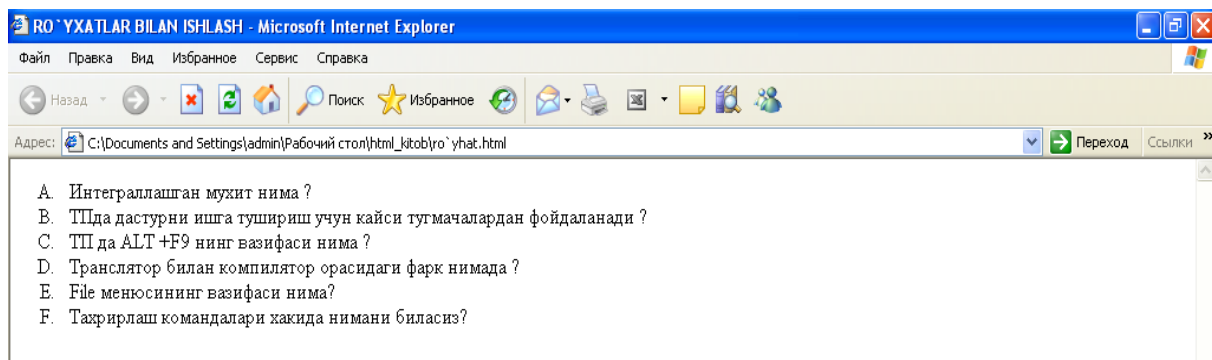 RO`YXATLAR BILAN ISHLASH - Microsoft Internet Explorer
Файл Правка Вид Избранное Сервис Справка
Назад Поиск Избранное
Адрес: C:\Documents and Settings\admin\Рабочий стол\html_kitob\ro`yhat.html Переход Ссылки »
A. Интеграллашган мухит нима ?
B. ТПда дастурни ишга тушириш учун кайси тугмачалардан фойдаланади ?
C. ТП да ALT +F9 нинг вазифаси нима ?
D. Транслятор билан компилятор орасидаги фарк нимада ?
E. File менюсининг вазифаси нима?
F. Тахрирлаш командалари хакида нимани биласиз?